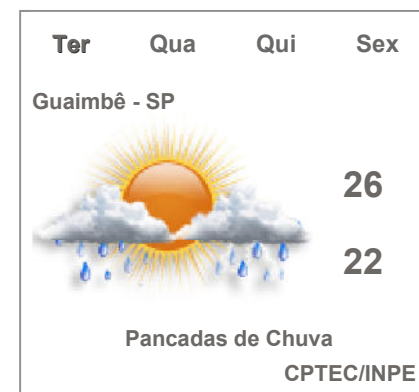 Ter Qua Qui Sex
Guaimbê - SP
26
22
Pancadas de Chuva
CPTEC/INPE